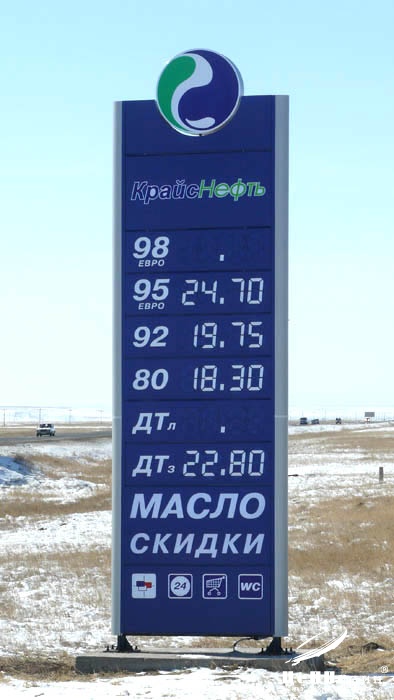 КрайсНефть
98 .
ЕВРО
95 24.70
ЕВРО
92 19.75
80 18.30
ДТл .
ДТз 22.80
МАСЛО
СКИДКИ
24 WC